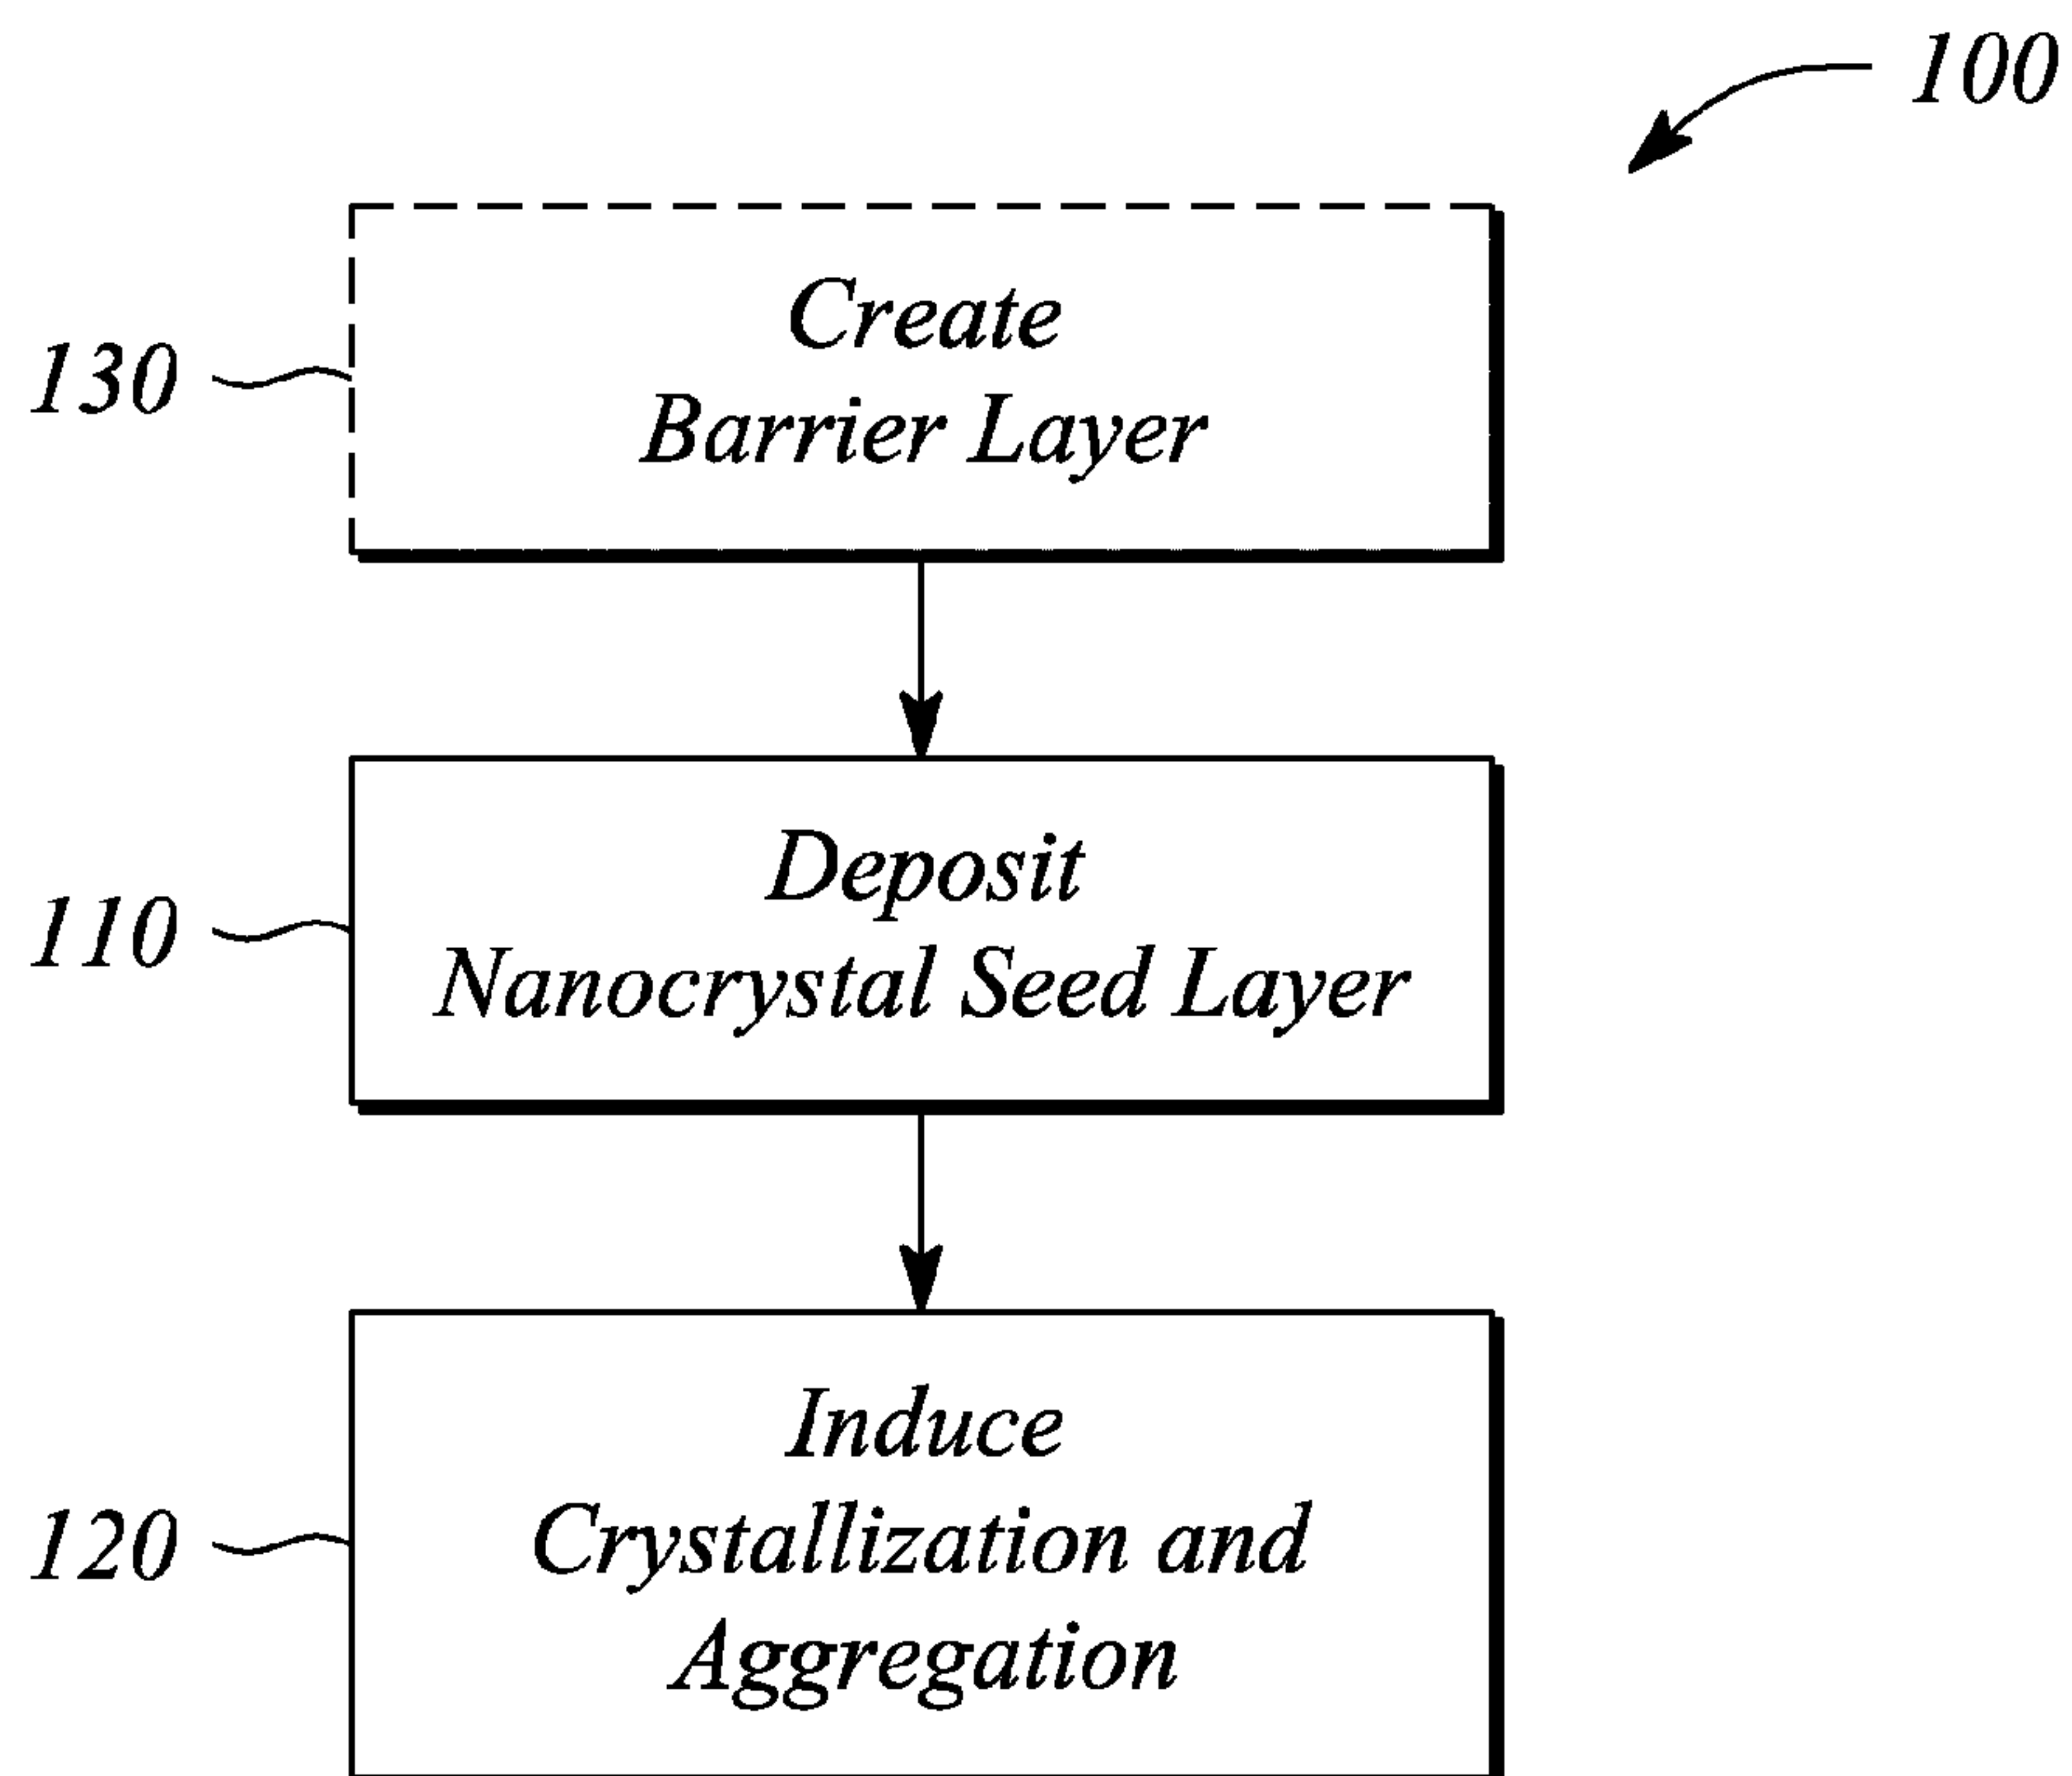 100
130
Create
Barrier Layer
110
Deposit
Nanocrystal Seed Layer
120
Induce
Crystallization and
Aggregation